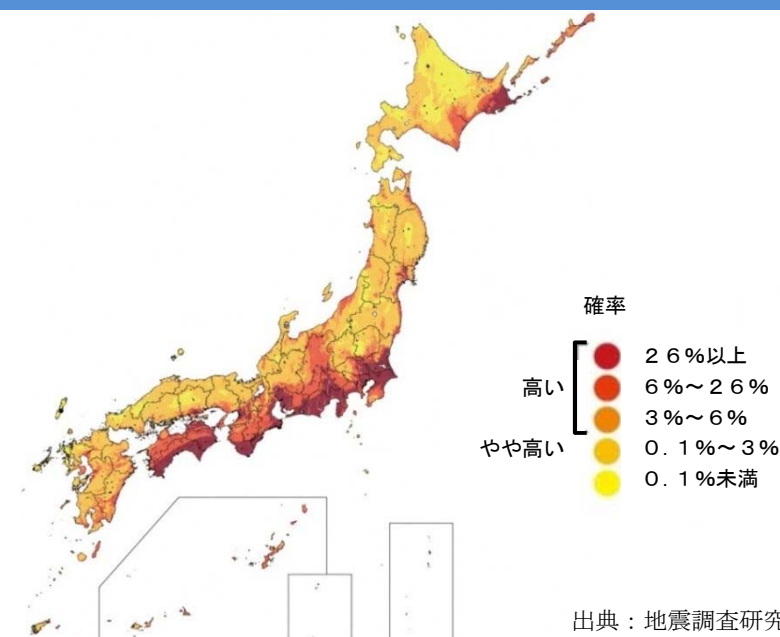 確率
２６%以上
高い
６%～２６%
３%～６%
やや高い
０．１%～３%
０．１%未満
出典：地震調査研究